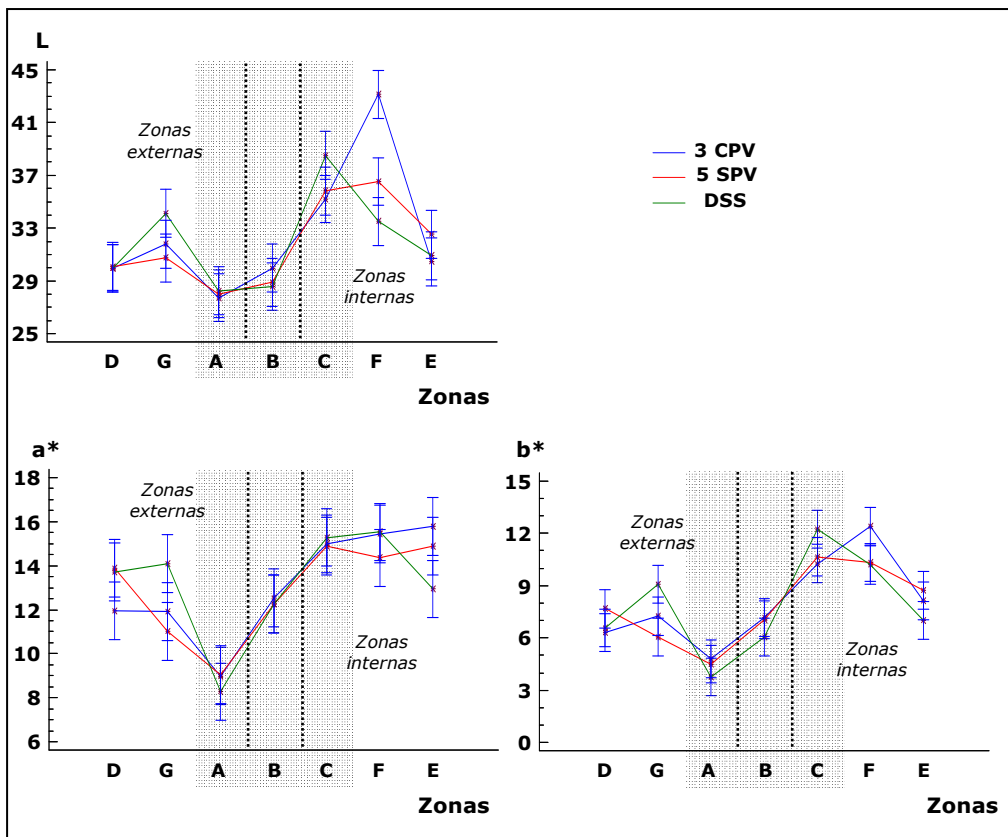 L
45
41
37
33
29
25
Zonas
externas
Zonas
internas
D G A B C F E
Zonas
3 CPV
5 SPV
DSS
a*
18
16
14
12
10
8
6
Zonas
externas
Zonas
internas
D G A B C F E
Zonas
b*
15
12
9
6
3
0
Zonas
externas
Zonas
internas
D G A B C F E
Zonas